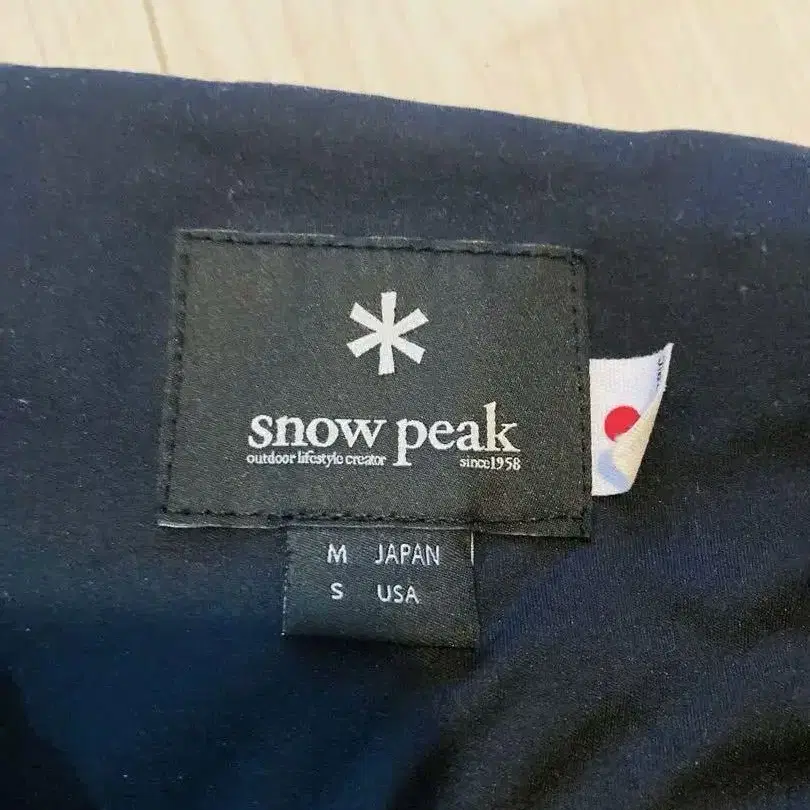 snow peak
outdoor lifestyle creator since1958
M JAPAN
S USA